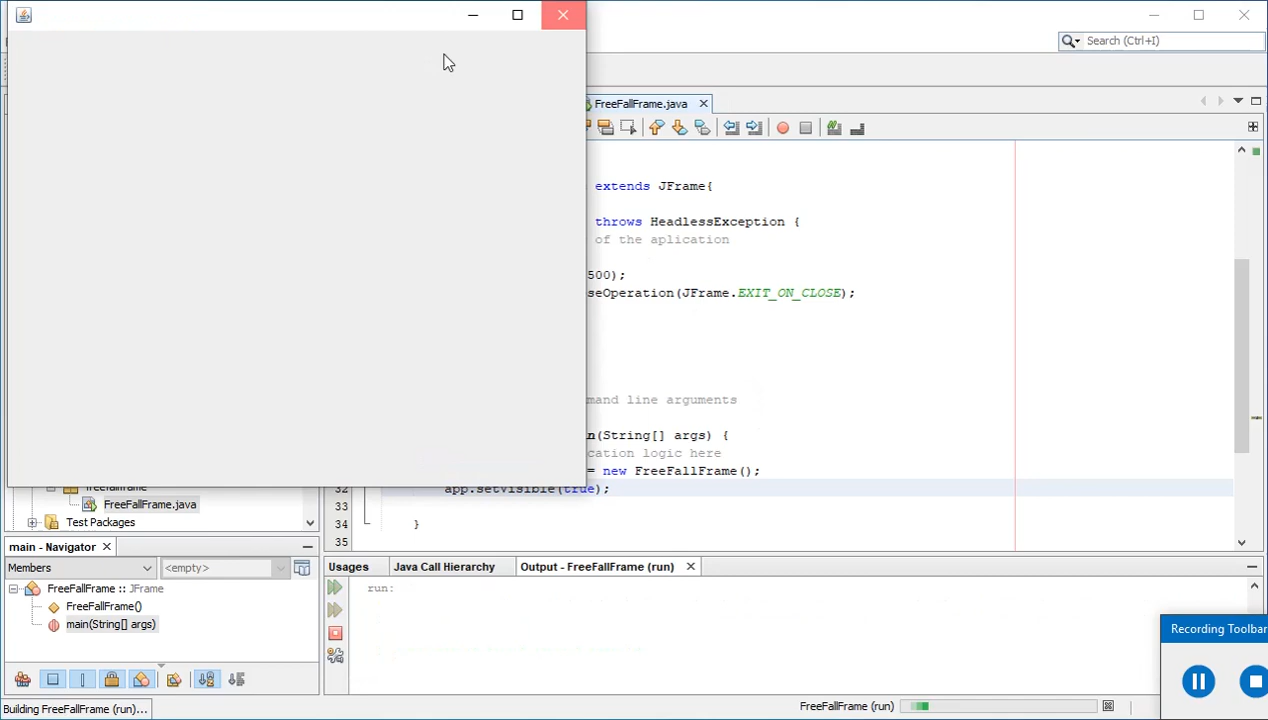 Search (Ctrl+I)
FreeFallFrame.java
extends JFrame{
throws HeadlessException {
of the aplication
500);
seOperation(JFrame.EXIT_ON_CLOSE);
mand line arguments
n(String[] args) {
cation logic here
= new FreeFallFrame();
32 app.setVisible(true);
33
34 }
35
freefallframe
FreeFallFrame.java
Test Packages
main - Navigator
Members
<empty>
FreeFallFrame :: JFrame
FreeFallFrame()
main(String[] args)
Usages
Java Call Hierarchy
Output - FreeFallFrame (run)
run:
Recording Toolbar
Building FreeFallFrame (run)...
FreeFallFrame (run)